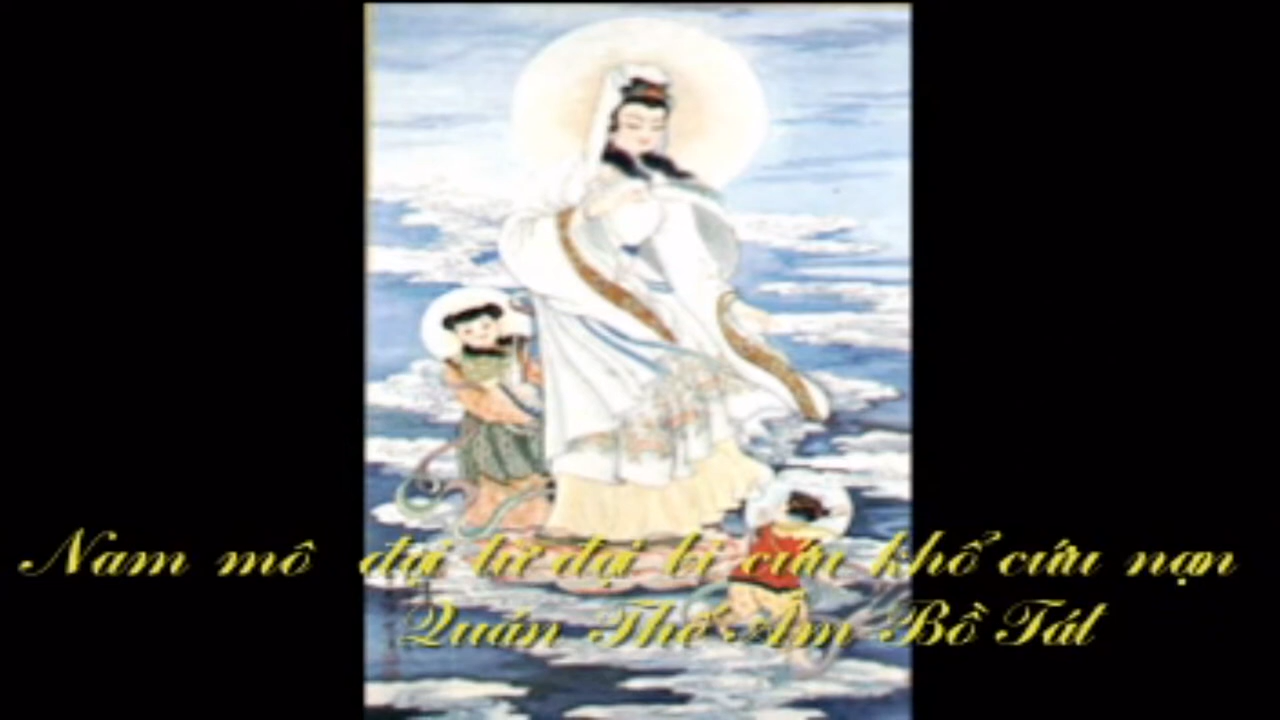 Nam mô đại từ đại bi cứu khổ cứu nạn
Quán Thế Âm Bồ Tát